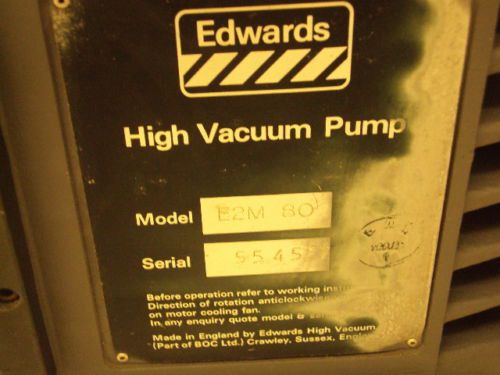 Edwards
High Vacuum Pump
Model E2M 80
Serial 5545
Before operation refer to working
Direction of rotation anticlockwise
on motor cooling fan.
In any enquiry quote model &
Made in England by Edwards High Vacuum
(Part of BOC Ltd.) Crawley, Sussex,